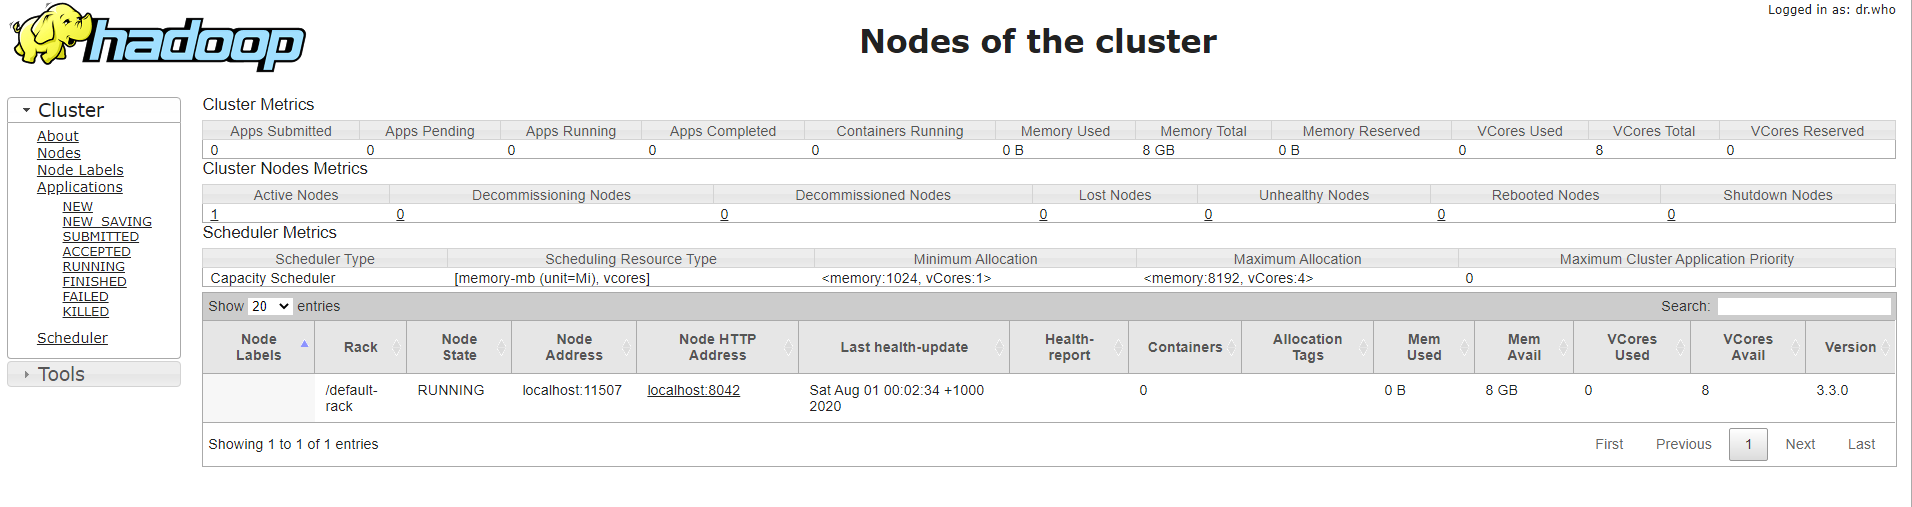 Logged in as: dr.who
hadoop
Nodes of the cluster
Cluster
About
Nodes
Node Labels
Applications
NEW
NEW_SAVING
SUBMITTED
ACCEPTED
RUNNING
FINISHED
FAILED
KILLED
Scheduler
Tools
Cluster Metrics
Apps Submitted Apps Pending Apps Running Apps Completed Containers Running Memory Used Memory Total Memory Reserved VCores Used VCores Total VCores Reserved
0 0 0 0 0 0 B 8 GB 0 B 0 8 0
Cluster Nodes Metrics
Active Nodes Decommissioning Nodes Decommissioned Nodes Lost Nodes Unhealthy Nodes Rebooted Nodes Shutdown Nodes
1 0 0 0 0 0 0
Scheduler Metrics
Scheduler Type Scheduling Resource Type Minimum Allocation Maximum Allocation Maximum Cluster Application Priority
Capacity Scheduler [memory-mb (unit=Mi), vcores] <memory:1024, vCores:1> <memory:8192, vCores:4> 0
Show 20 entries Search:
Node Labels Rack Node State Node Address Node HTTP Address Last health-update Health-report Containers Allocation Tags Mem Used Mem Avail VCores Used VCores Avail Version
/default- RUNNING localhost:11507 localhost:8042 Sat Aug 01 00:02:34 +1000 0 0 B 8 GB 0 8 3.3.0
rack 2020
Showing 1 to 1 of 1 entries First Previous 1 Next Last